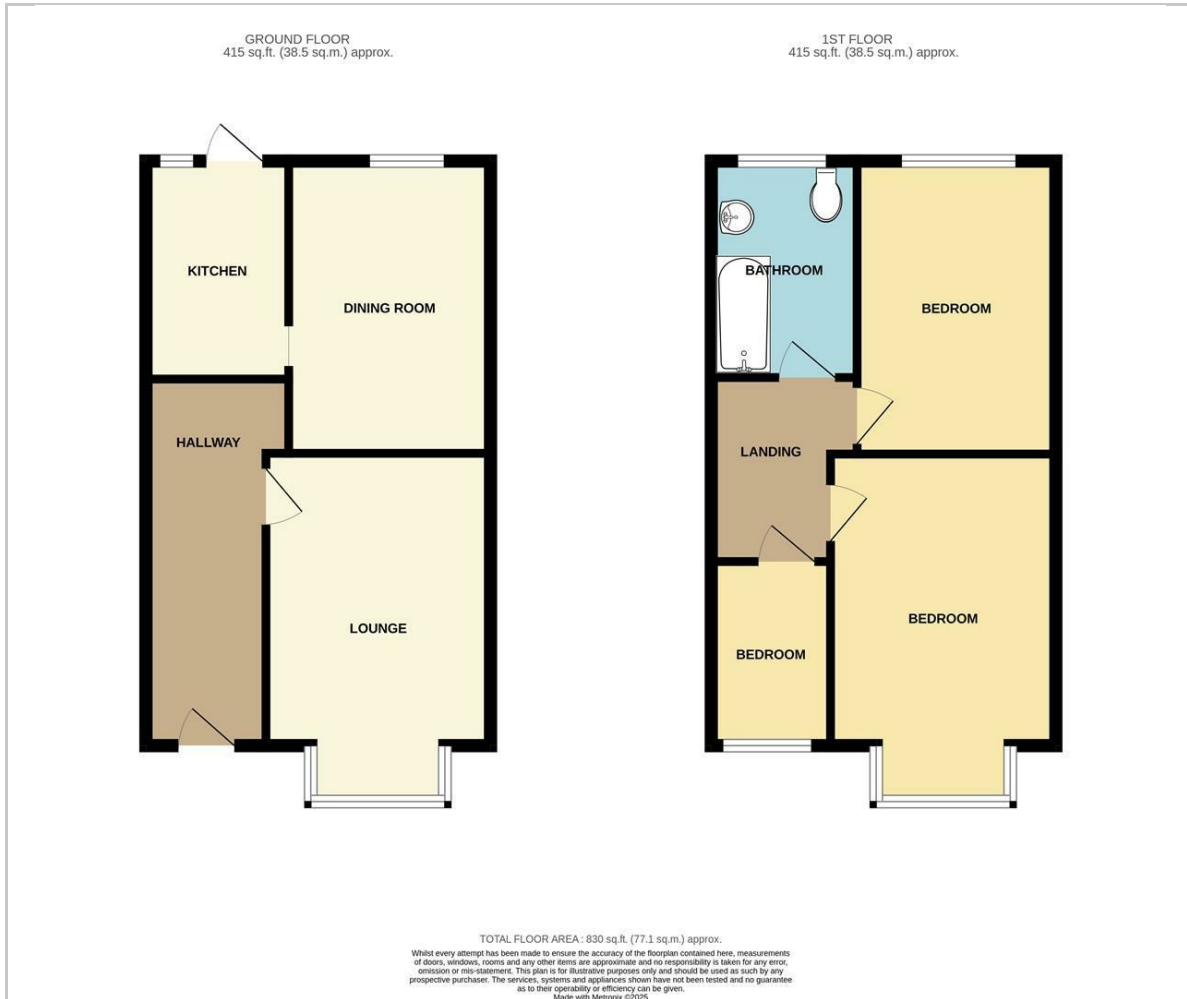 GROUND FLOOR
415 sq.ft. (38.5 sq.m.) approx.
1ST FLOOR
415 sq.ft. (38.5 sq.m.) approx.
KITCHEN
DINING ROOM
HALLWAY
LOUNGE
BATHROOM
BEDROOM
LANDING
BEDROOM
BEDROOM
TOTAL FLOOR AREA : 830 sq.ft. (77.1 sq.m.) approx.
Whilst every attempt has been made to ensure the accuracy of the floorplan contained here, measurements
of doors, windows, rooms and any other items are approximate and no responsibility is taken for any error,
omission or mis-statement. This plan is for illustrative purposes only and should be used as such by any
prospective purchaser. The services, systems and appliances shown have not been tested and no guarantee
as to their operability or efficiency can be given.
Made with Metropix ©2025